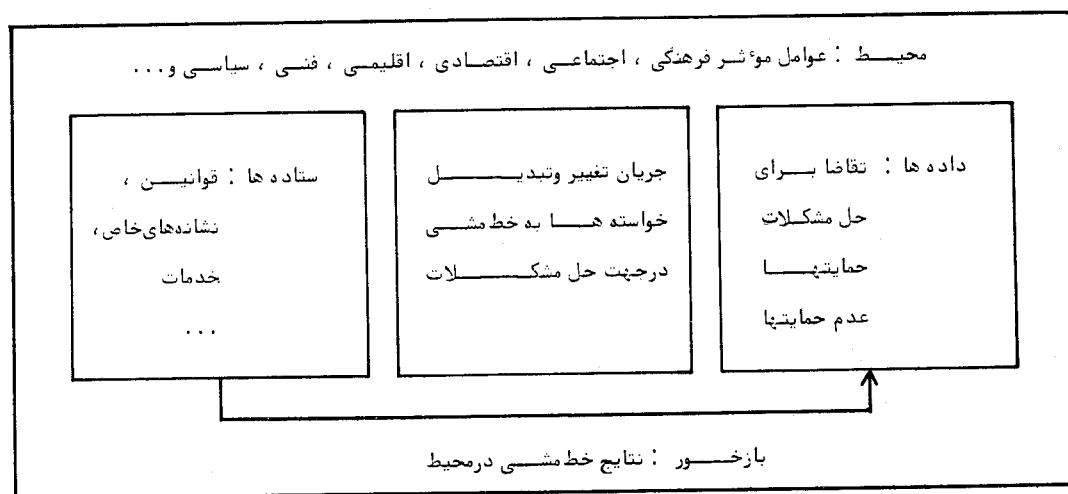 محیط : عوامل موءثر فرهنگی ، اجتماعی ، اقتصادی ، اقلیمی ، فنی ، سیاسی و...
داده ها : تقاضا برای
حل مشکلات
حمایتها
عدم حمایتها
جریان تغییر وتبدیل
خواسته ها به خط مشی
درجهت حل مشکلات
ستاده ها : قوانین ،
نشانه‌های خاص،
خدمات
...
بازخور : نتایج خط مشی درمحیط